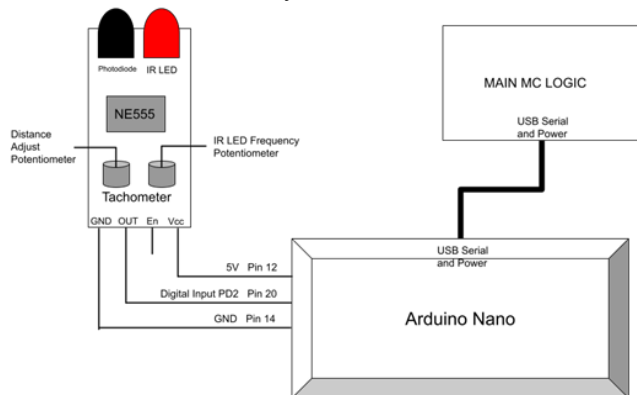 Photodiode
IR LED
NE555
Distance
Adjust
Potentiometer
IR LED Frequency
Potentiometer
Tachometer
GND OUT En Vcc
5V Pin 12
Digital Input PD2 Pin 20
GND Pin 14
MAIN MC LOGIC
USB Serial
and Power
USB Serial
and Power
Arduino Nano